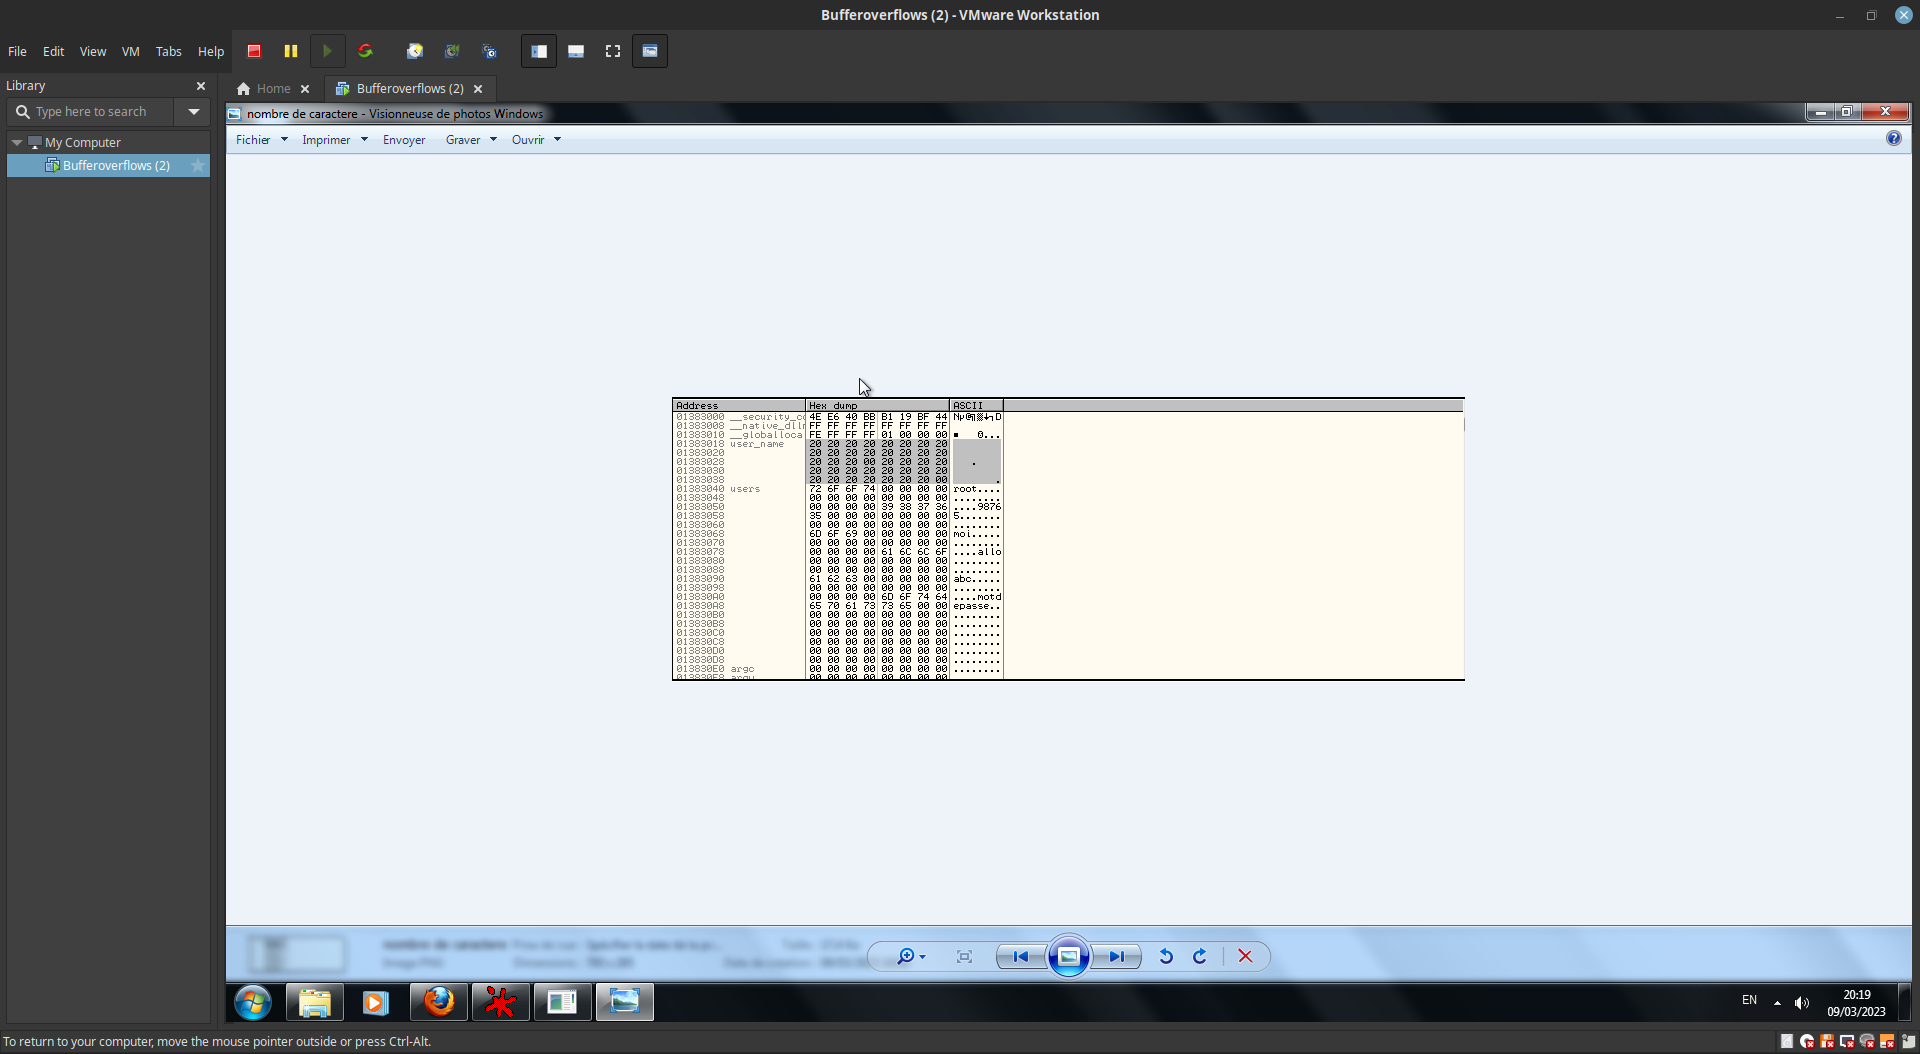 Bufferoverflows (2) - VMware Workstation
File Edit View VM Tabs Help
Library
Home
Bufferoverflows (2)
Type here to search
My Computer
Bufferoverflows (2)
nombre de caractere - Visionneuse de photos Windows
Fichier Imprimer Envoyer Graver Ouvrir
Address Hex dump ASCII
01383000 __security_co 4E E6 40 BB B1 19 BF 44
01383008 __native_dllm FF FF FF FF FF FF FF FF
01383010 __globalloca FE FF FF FF 01 00 00 00
01383018 user_name 20 20 20 20 20 20 20 20
01383020 20 20 20 20 20 20 20 20
01383028 20 20 20 00 20 20 20 20
01383030 20 20 20 20 20 20 20 20
01383038 20 20 20 20 20 20 20 00
01383040 users 72 6F 6F 74 00 00 00 00 root....
01383048 00 00 00 00 00 00 00 00 ........
01383050 00 00 00 00 39 38 37 36 ....9876
01383058 35 00 00 00 00 00 00 00 5.......
01383060 00 00 00 00 00 00 00 00 ........
01383068 6D 6F 69 00 00 00 00 00 moi.....
01383070 00 00 00 00 00 00 00 00 ........
01383078 00 00 00 00 61 6C 6C 6F ....allo
01383080 00 00 00 00 00 00 00 00 ........
01383088 00 00 00 00 00 00 00 00 ........
01383090 61 62 63 00 00 00 00 00 abc.....
01383098 00 00 00 00 00 00 00 00 ........
013830A0 00 00 00 00 6D 6F 74 64 ....motd
013830A8 65 70 61 73 73 65 00 00 epasse..
013830B0 00 00 00 00 00 00 00 00 ........
013830B8 00 00 00 00 00 00 00 00 ........
013830C0 00 00 00 00 00 00 00 00 ........
013830C8 00 00 00 00 00 00 00 00 ........
013830D0 00 00 00 00 00 00 00 00 ........
013830D8 00 00 00 00 00 00 00 00 ........
013830E0 argc 00 00 00 00 00 00 00 00 ........
013830E8 argv 00 00 00 00 00 00 00 00
EN
20:19
09/03/2023
To return to your computer, move the mouse pointer outside or press Ctrl-Alt.